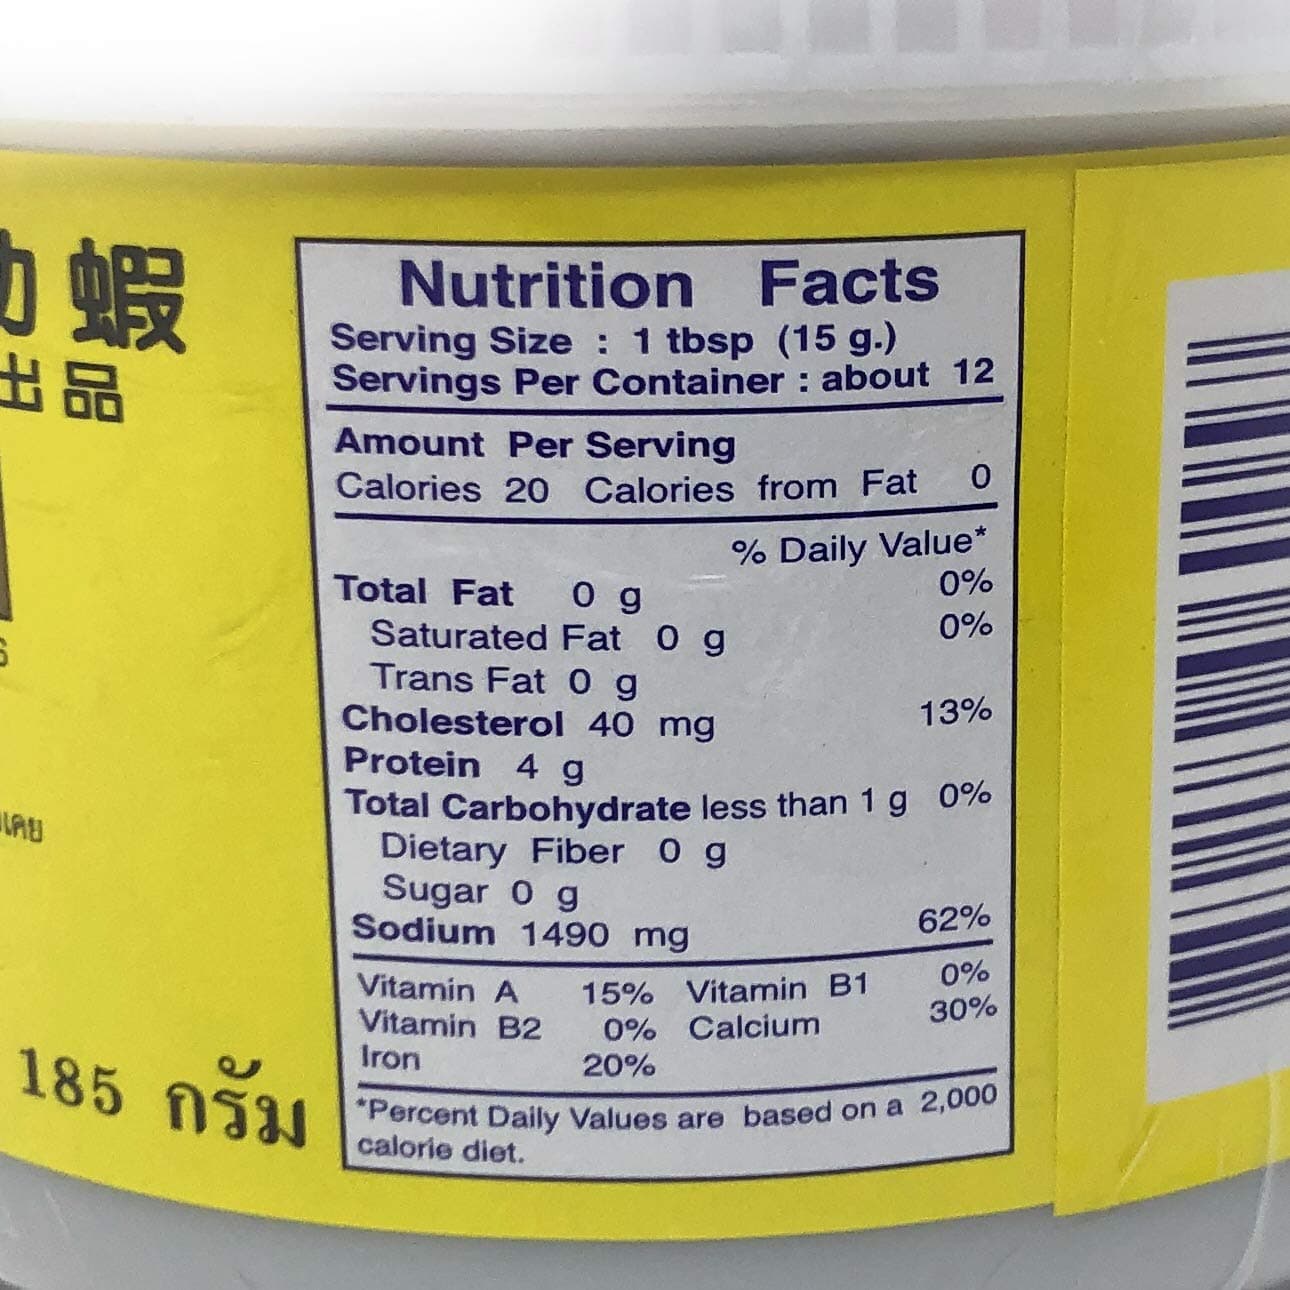 蝦
出品
เคย
185 กรัม
Nutrition Facts
Serving Size : 1 tbsp (15 g.)
Servings Per Container : about 12
Amount Per Serving
Calories 20 Calories from Fat 0
% Daily Value*
Total Fat 0 g 0%
Saturated Fat 0 g 0%
Trans Fat 0 g
Cholesterol 40 mg 13%
Protein 4 g
Total Carbohydrate less than 1 g 0%
Dietary Fiber 0 g
Sugar 0 g
Sodium 1490 mg 62%
Vitamin A 15% Vitamin B1 0%
Vitamin B2 0% Calcium 30%
Iron 20%
*Percent Daily Values are based on a 2,000
calorie diet.